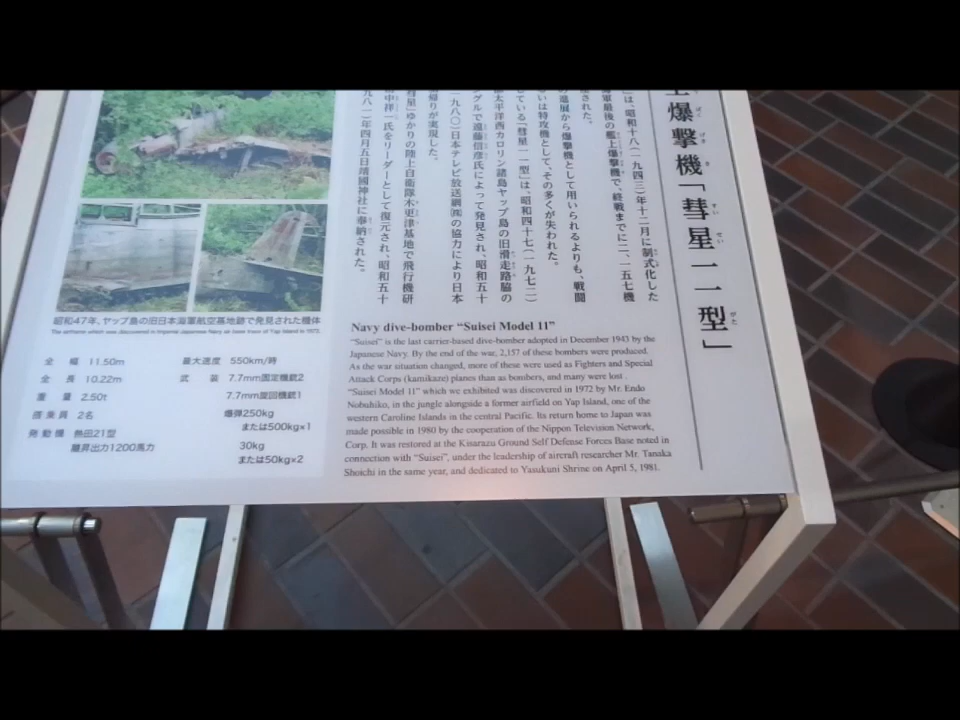 上爆撃機「彗星一一型」
は、昭和十八(一九四三)年十二月に制式化した
軍最後の艦上爆撃機で、終戦までに二、一五七機
された。
の進展から爆撃機として用いられるよりも、戦闘
いは特攻機として、その多くが失われた。
している「彗星一一型」は、昭和四十七(一九七二)
太平洋西カロリン諸島ヤップ島の旧滑走路脇の
グルで遠藤信彦氏によって発見され、昭和五十
一九八〇)日本テレビ放送網㈱の協力により日本
帰りが実現した。
彗星」ゆかりの陸上自衛隊木更津基地で飛行機研
中祥一氏をリーダーとして復元され、昭和五十
九八一)年四月五日靖國神社に奉納された。
昭和47年、ヤップ島の旧日本海軍航空基地跡で発見された機体
The airframe which was discovered in Imperial Japanese Navy air base trace of Yap Island in 1972.
全 幅 11.50m
全 長 10.22m
重 量 2.50t
搭乗員 2名
発動機 熱田21型
離昇出力1200馬力
最大速度 550km/時
武 装 7.7mm固定機銃2
7.7mm旋回機銃1
爆弾250kg
または500kg×1
30kg
または50kg×2
Navy dive-bomber “Suisei Model 11”
“Suisei” is the last carrier-based dive-bomber adopted in December 1943 by the
Japanese Navy. By the end of the war, 2,157 of these bombers were produced.
As the war situation changed, more of these were used as Fighters and Special
Attack Corps (kamikaze) planes than as bombers, and many were lost .
“Suisei Model 11” which we exhibited was discovered in 1972 by Mr. Endo
Nobuhiko, in the jungle alongside a former airfield on Yap Island, one of the
western Caroline Islands in the central Pacific. Its return home to Japan was
made possible in 1980 by the cooperation of the Nippon Television Network,
Corp. It was restored at the Kisarazu Ground Self Defense Forces Base noted in
connection with “Suisei”, under the leadership of aircraft researcher Mr. Tanaka
Shoichi in the same year, and dedicated to Yasukuni Shrine on April 5, 1981.